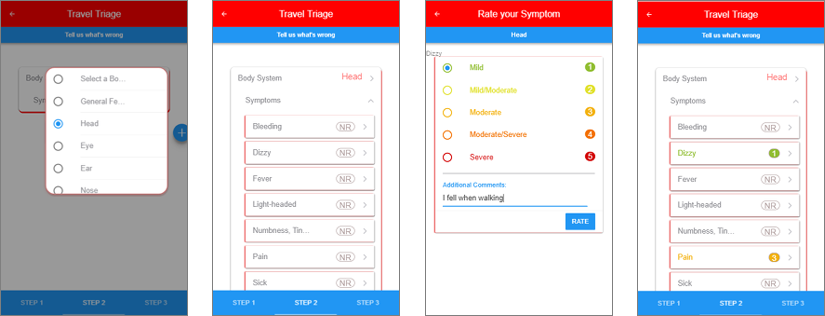 Travel Triage
Tell us what's wrong
Body
Select a Bo...
General Fe...
Sym
Head
Eye
Ear
Nose
STEP 1 STEP 2 STEP 3
Travel Triage
Tell us what's wrong
Body System Head
Symptoms
Bleeding NR
Dizzy NR
Fever NR
Light-headed NR
Numbness, Tin... NR
Pain NR
Sick NR
STEP 1 STEP 2 STEP 3
Rate your Symptom
Head
Dizzy
Mild 1
Mild/Moderate 2
Moderate 3
Moderate/Severe 4
Severe 5
Additional Comments:
I fell when walking
RATE
Travel Triage
Tell us what's wrong
Body System Head
Symptoms
Bleeding NR
Dizzy 1
Fever NR
Light-headed NR
Numbness, Tin... NR
Pain 3
Sick NR
STEP 1 STEP 2 STEP 3